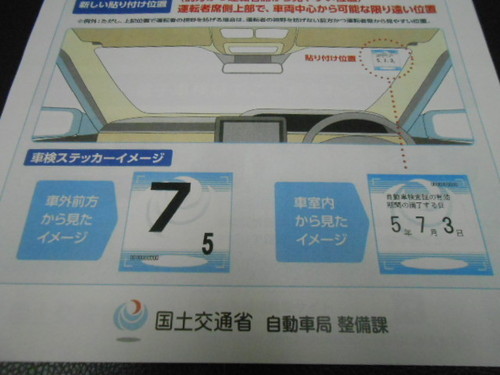 新しい貼り付け位置
運転者席側上部で、車両中心から可能な限り遠い位置
貼り付け位置
車検ステッカーイメージ
車外前方
から見た
イメージ
7
5
車室内
から見た
イメージ
自動車検査証の有効
期間の満了する日
5年7月3日
国土交通省 自動車局 整備課